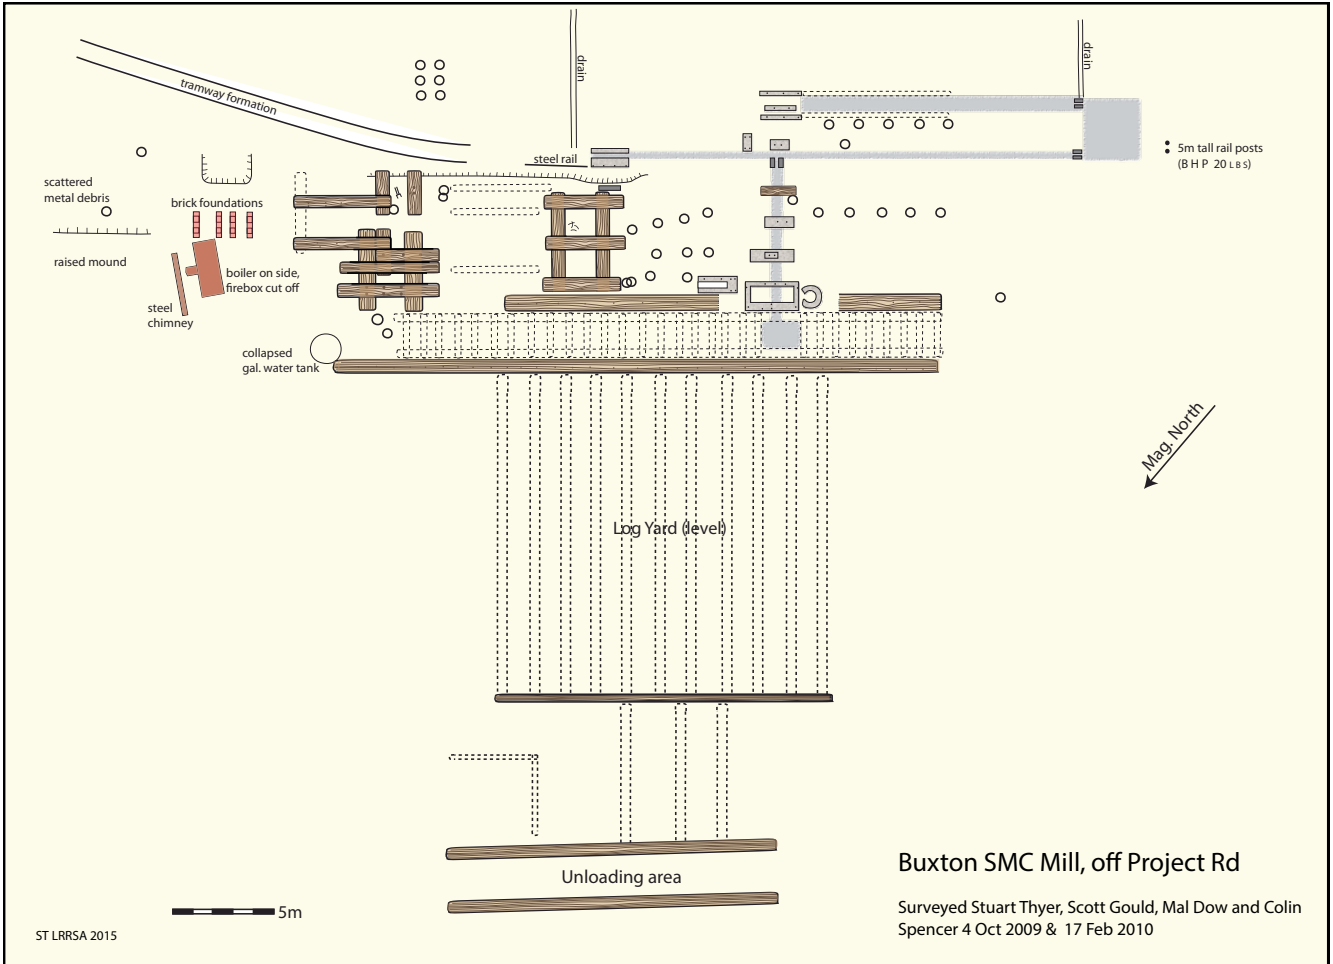 drain
drain
tramway formation
steel rail
5m tall rail posts
(B H P 20 LBS)
scattered
metal debris
brick foundations
raised mound
boiler on side,
firebox cut off
steel
chimney
collapsed
gal. water tank
Mag. North
Log Yard (level)
Unloading area
Buxton SMC Mill, off Project Rd
5m
Surveyed Stuart Thyer, Scott Gould, Mal Dow and Colin
Spencer 4 Oct 2009 & 17 Feb 2010
ST LRRSA 2015